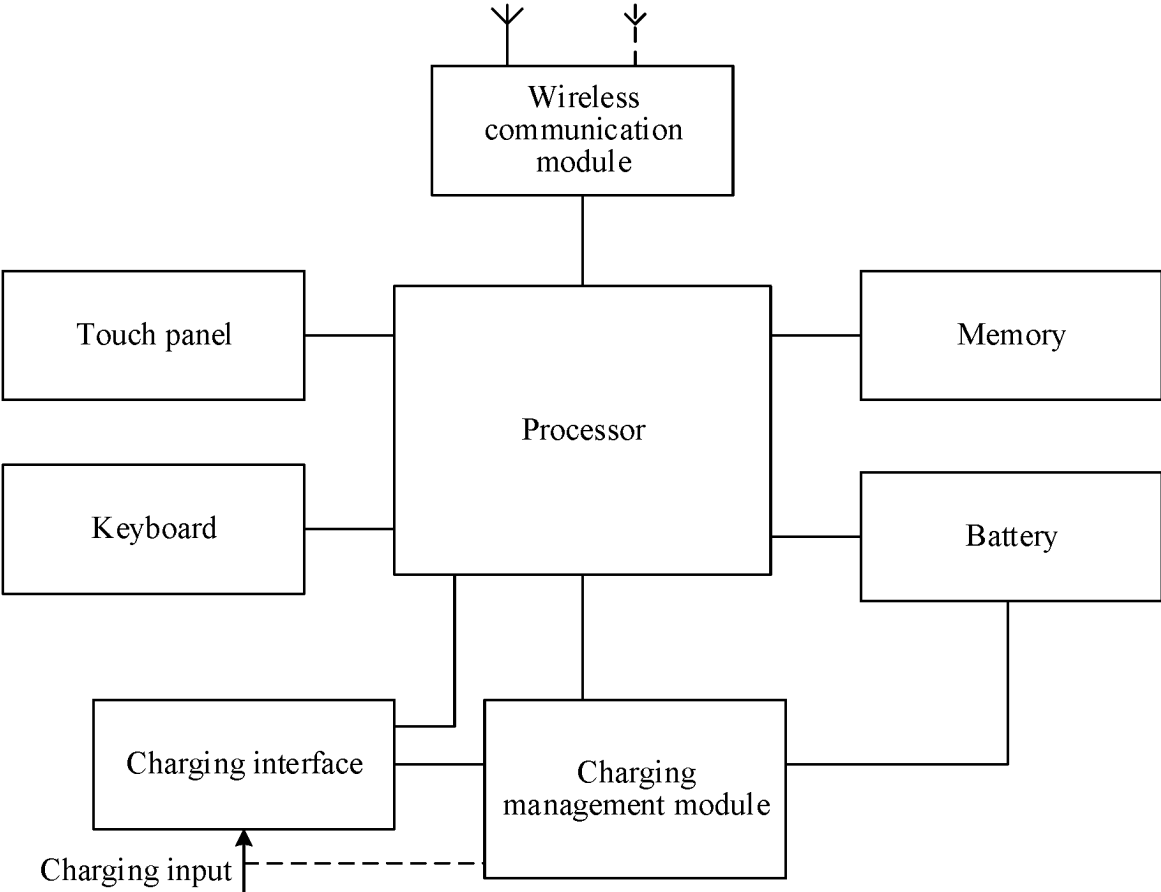 Wireless
communication
module
Touch panel
Memory
Processor
Keyboard
Battery
Charging interface
Charging
management module
Charging input